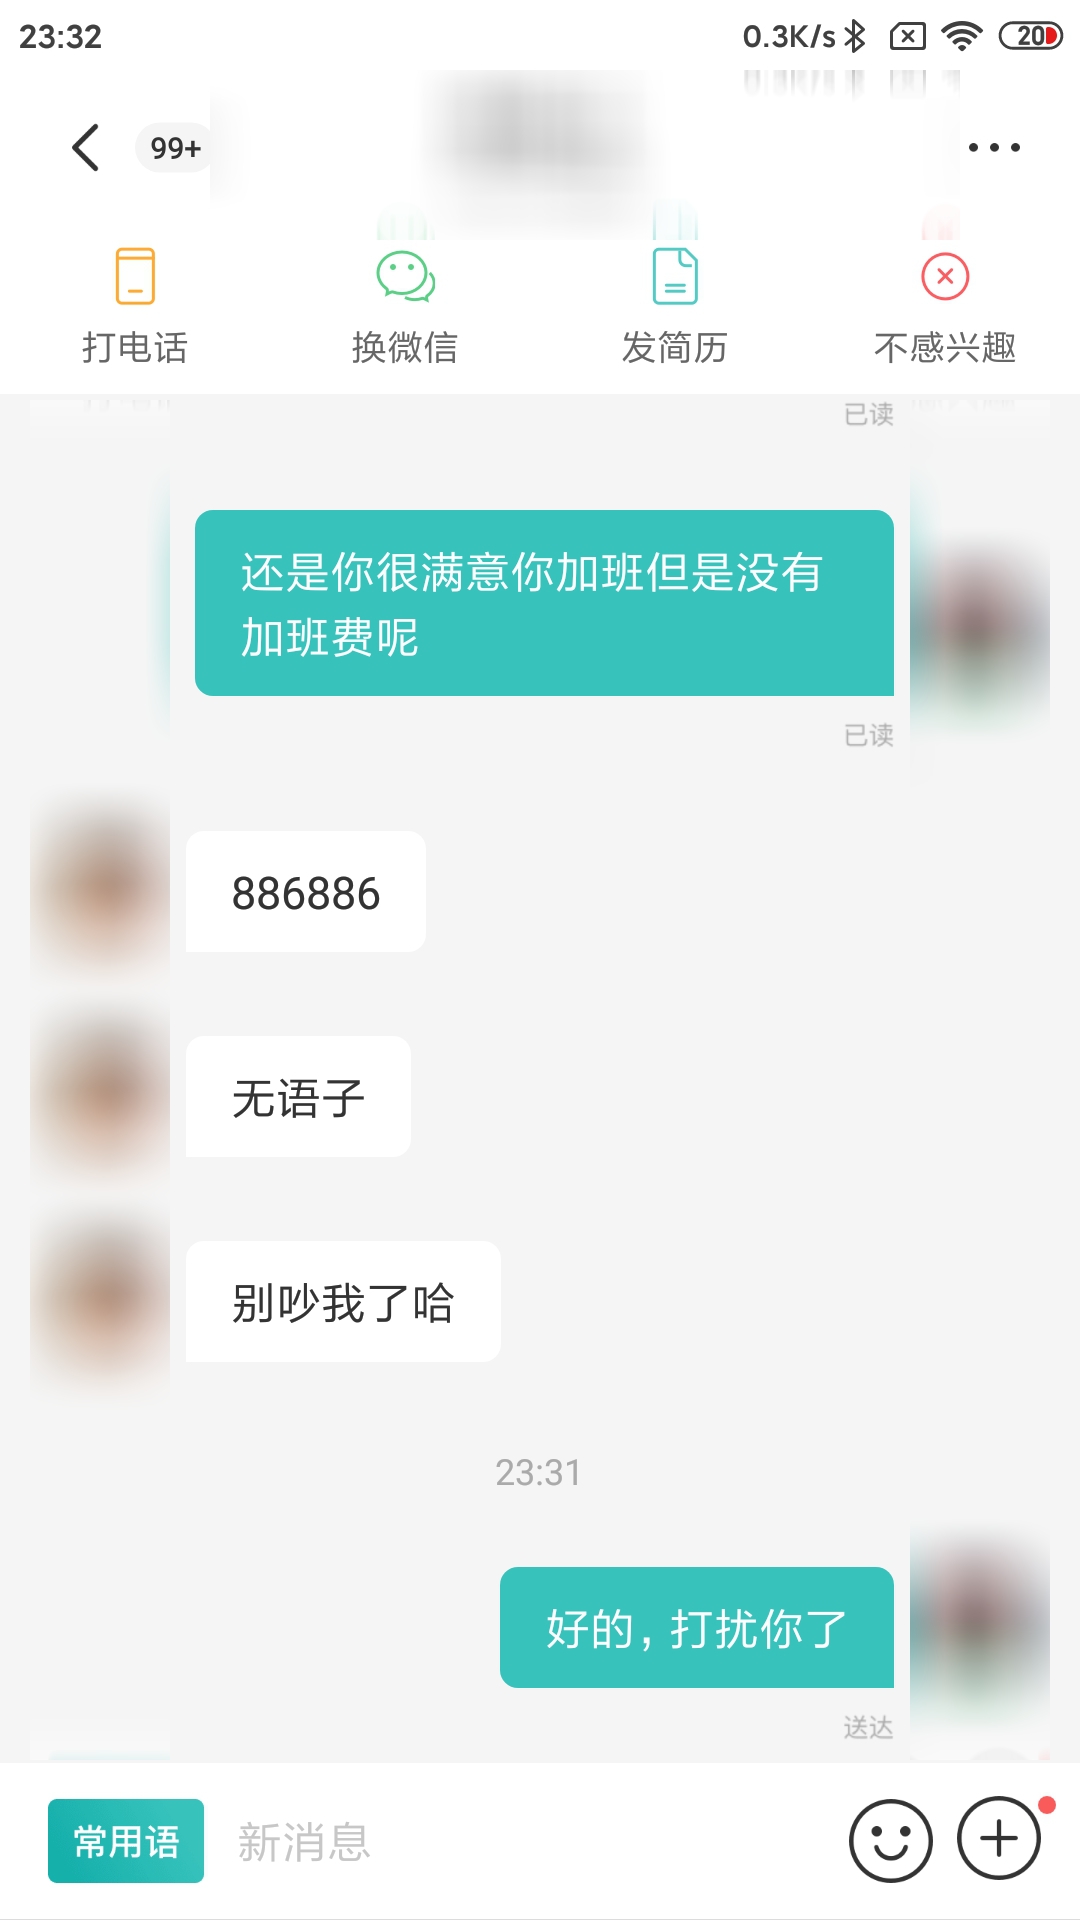 23:32
0.3K/s
20
99+
打电话
换微信
发简历
不感兴趣
已读
还是你很满意你加班但是没有
加班费呢
已读
886886
无语子
别吵我了哈
23:31
好的，打扰你了
送达
常用语
新消息